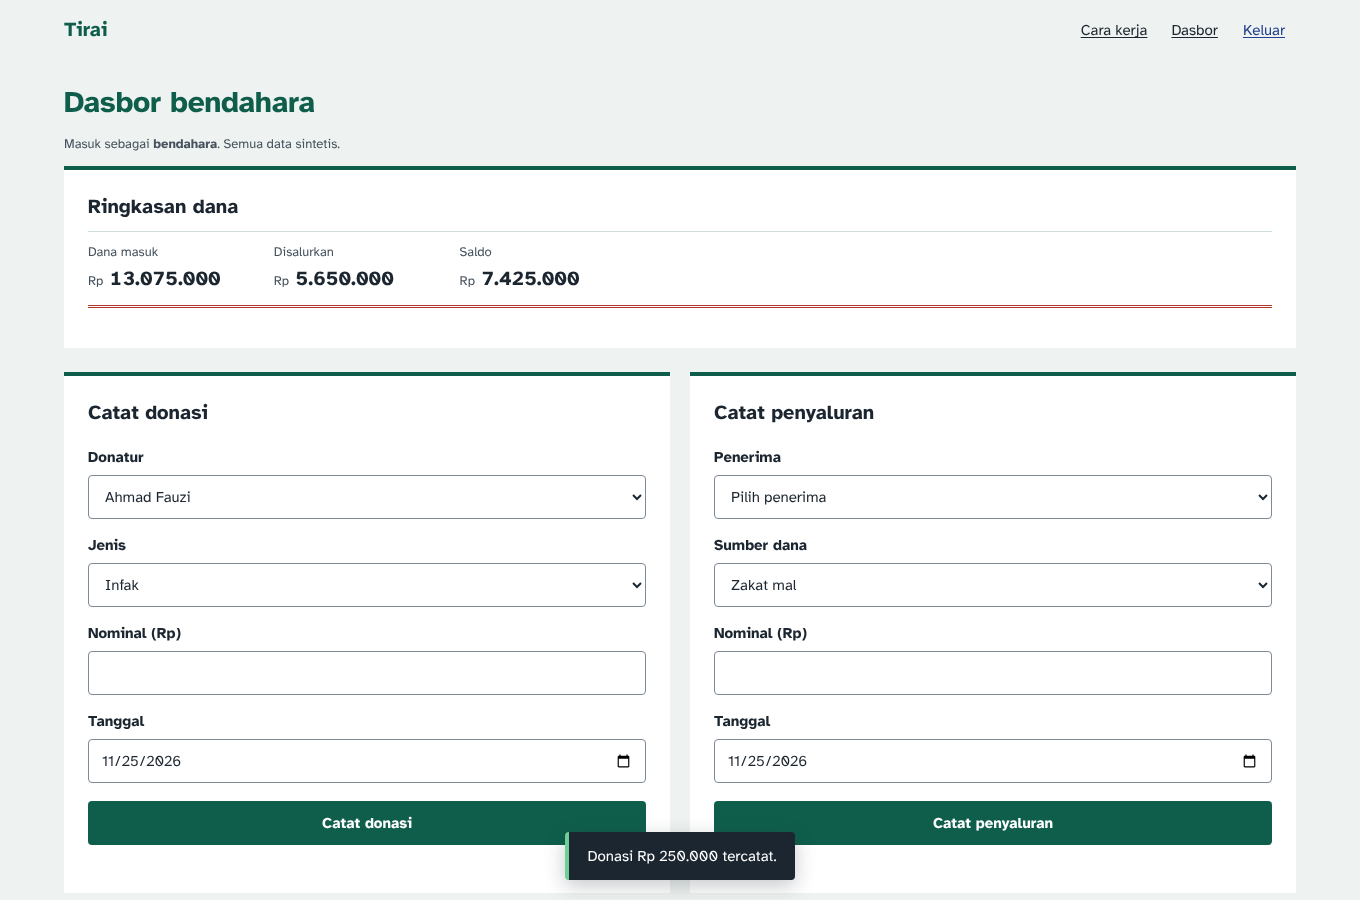 Tirai
Cara kerja Dasbor Keluar
Dasbor bendahara
Masuk sebagai bendahara. Semua data sintetis.
Ringkasan dana
Dana masuk Disalurkan Saldo
Rp 13.075.000 Rp 5.650.000 Rp 7.425.000
Catat donasi
Donatur
Ahmad Fauzi
Jenis
Infak
Nominal (Rp)
Tanggal
11/25/2026
Catat donasi
Catat penyaluran
Penerima
Pilih penerima
Sumber dana
Zakat mal
Nominal (Rp)
Tanggal
11/25/2026
Catat penyaluran
Donasi Rp 250.000 tercatat.